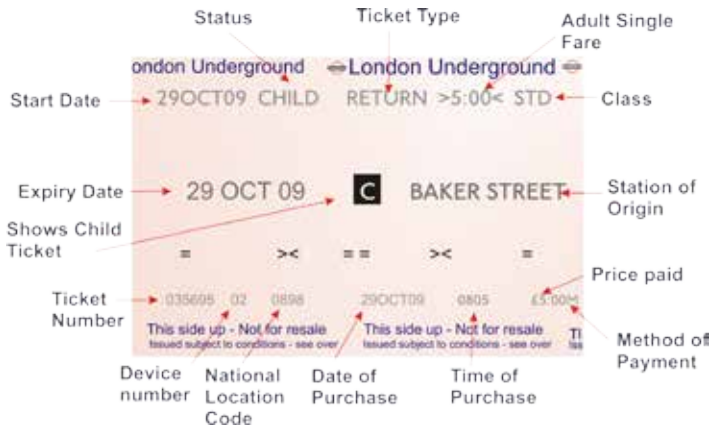 Status
Ticket Type
Adult Single
Fare
ondon Underground London Underground
Start Date 29OCT09 CHILD RETURN >5:00< STD Class
Expiry Date 29 OCT 09 C BAKER STREET Station of
Origin
Shows Child
Ticket
= >< = = >< =
Price paid
Ticket
Number 035695 02 0898 29OCT09 0805 £5.00M
This side up - Not for resale This side up - Not for resale TI
Issued subject to conditions - see over Issued subject to conditions - see over Iss
Method of
Payment
Device
number
National
Location
Code
Date of
Purchase
Time of
Purchase